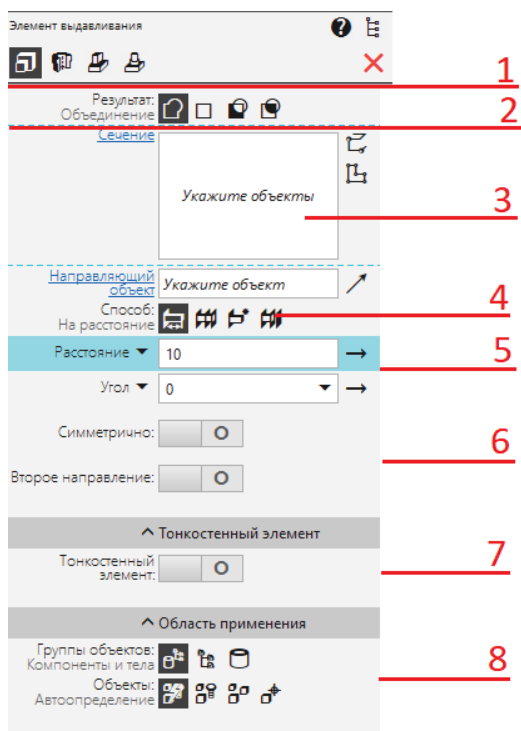 Элемент выдавливания
1
Результат:
Объединение
2
Сечение
Укажите объекты
3
Направляющий
объект
Укажите объект
Способ:
На расстояние
4
Расстояние
10
5
Угол
0
Симметрично:
6
Второе направление:
Тонкостенный элемент
Тонкостенный
элемент:
7
Область применения
Группы объектов:
Компоненты и тела
8
Объекты:
Автоопределение